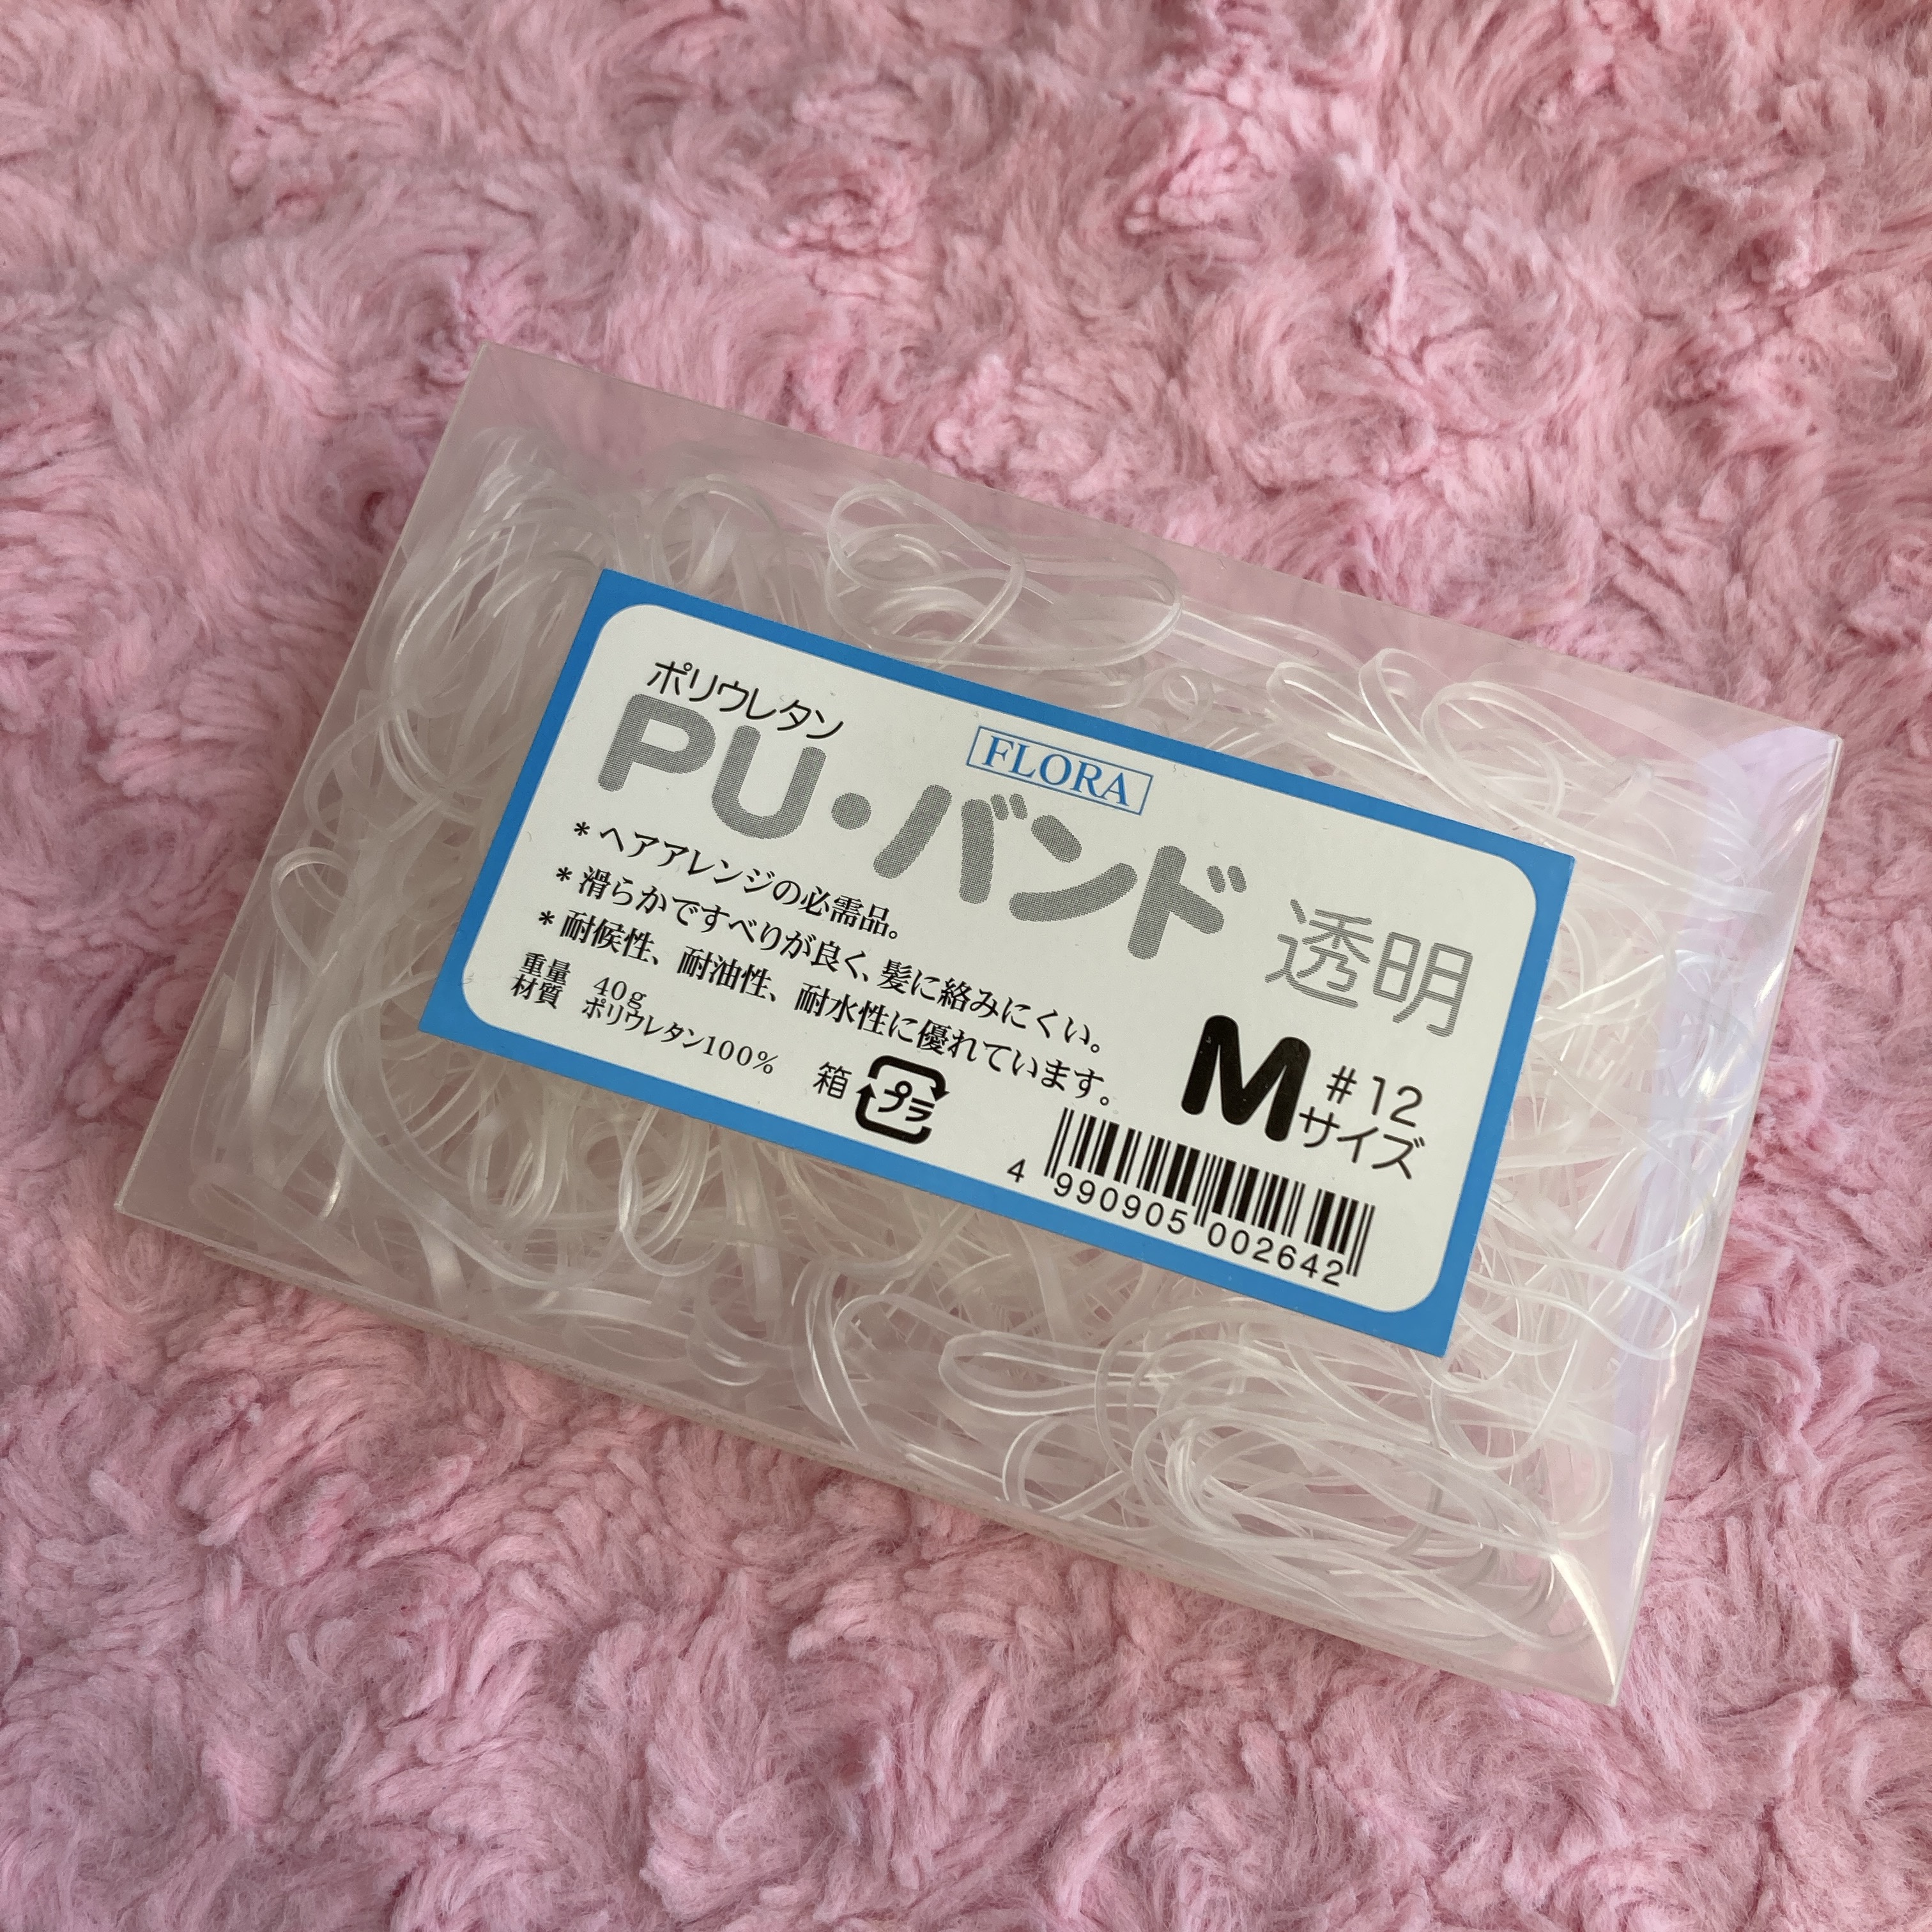 ポリウレタン
FLORA
PU・バンド 透明
* ヘアアレンジの必需品。
* 滑らかですべりが良く、髪に絡みにくい。
* 耐候性、耐油性、耐水性に優れています。
重量 40g
材質 ポリウレタン100%
箱 プラ
M #12 サイズ
4 990905 002642